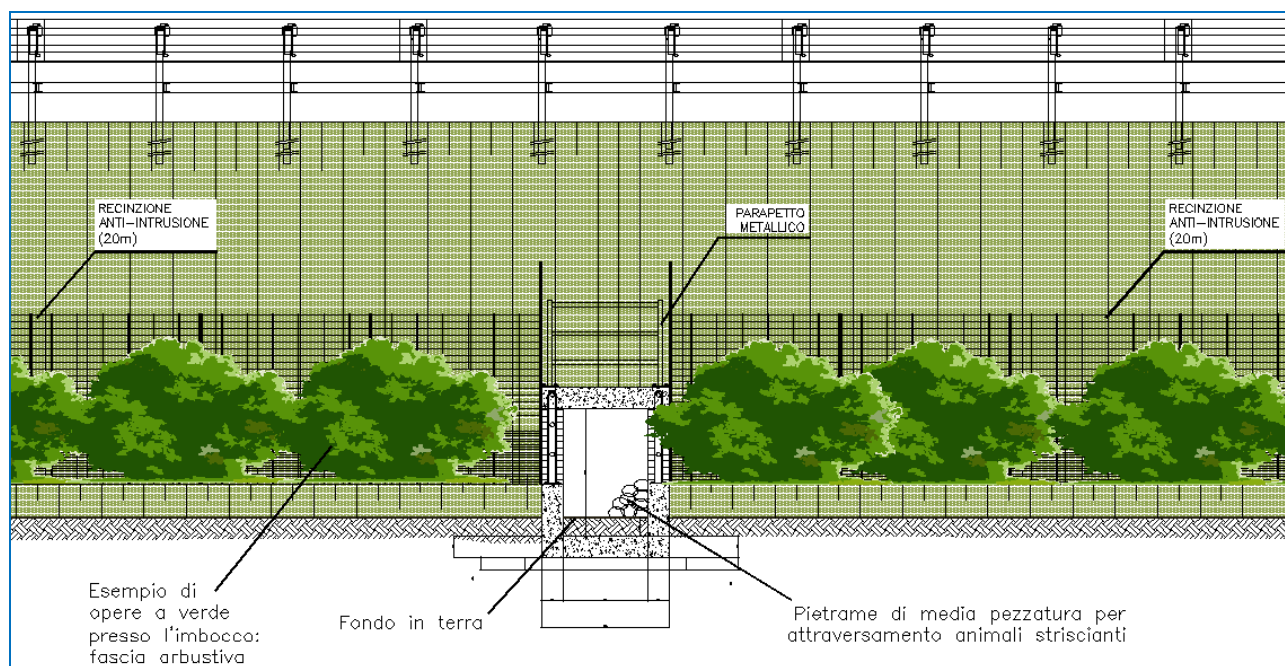 RECINZIONE
ANTI-INTRUSIONE
(20m)
PARAPETTO
METALLICO
RECINZIONE
ANTI-INTRUSIONE
(20m)
Esempio di
opere a verde
presso l'imbocco:
fascia arbustiva
Fondo in terra
Pietrame di media pezzatura per
attraversamento animali striscianti